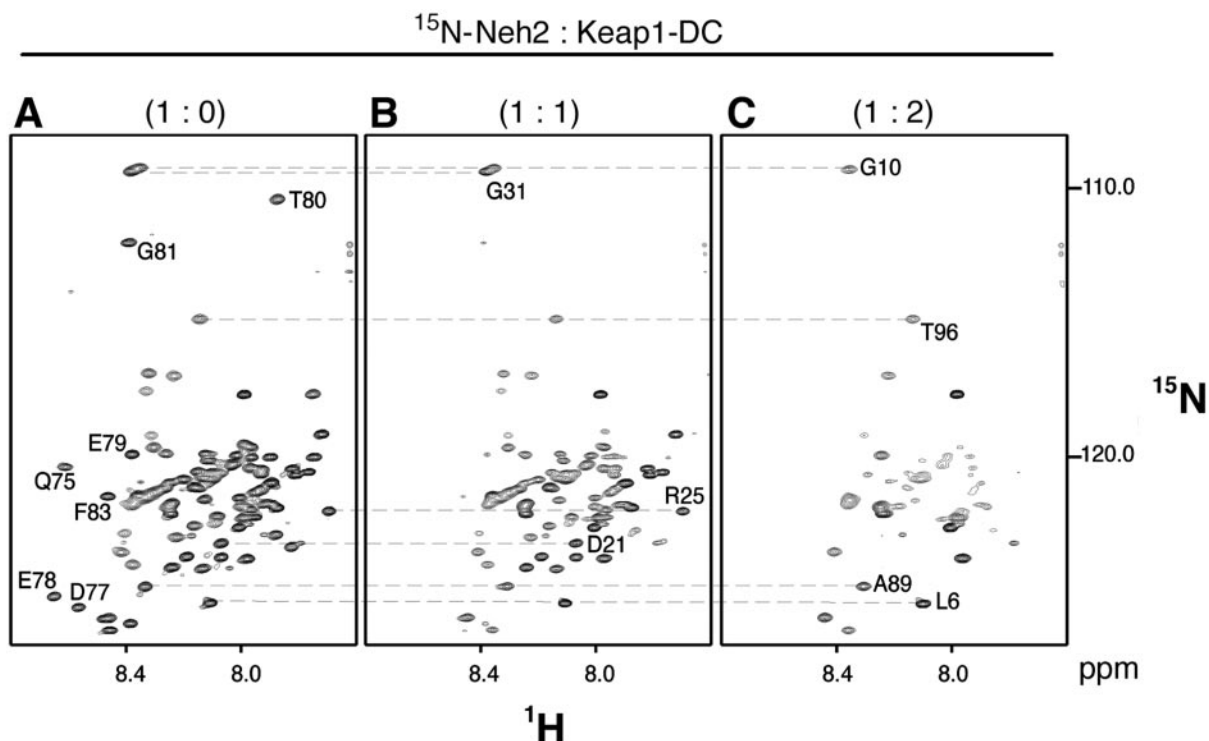 15N-Neh2 : Keap1-DC
A (1 : 0) B (1 : 1) C (1 : 2)
G10
G31
T80
110.0
G81
T96
15N
E79
120.0
Q75
R25
F83
D21
E78
D77
A89
L6
8.4 8.0 8.4 8.0 8.4 8.0 ppm
1H